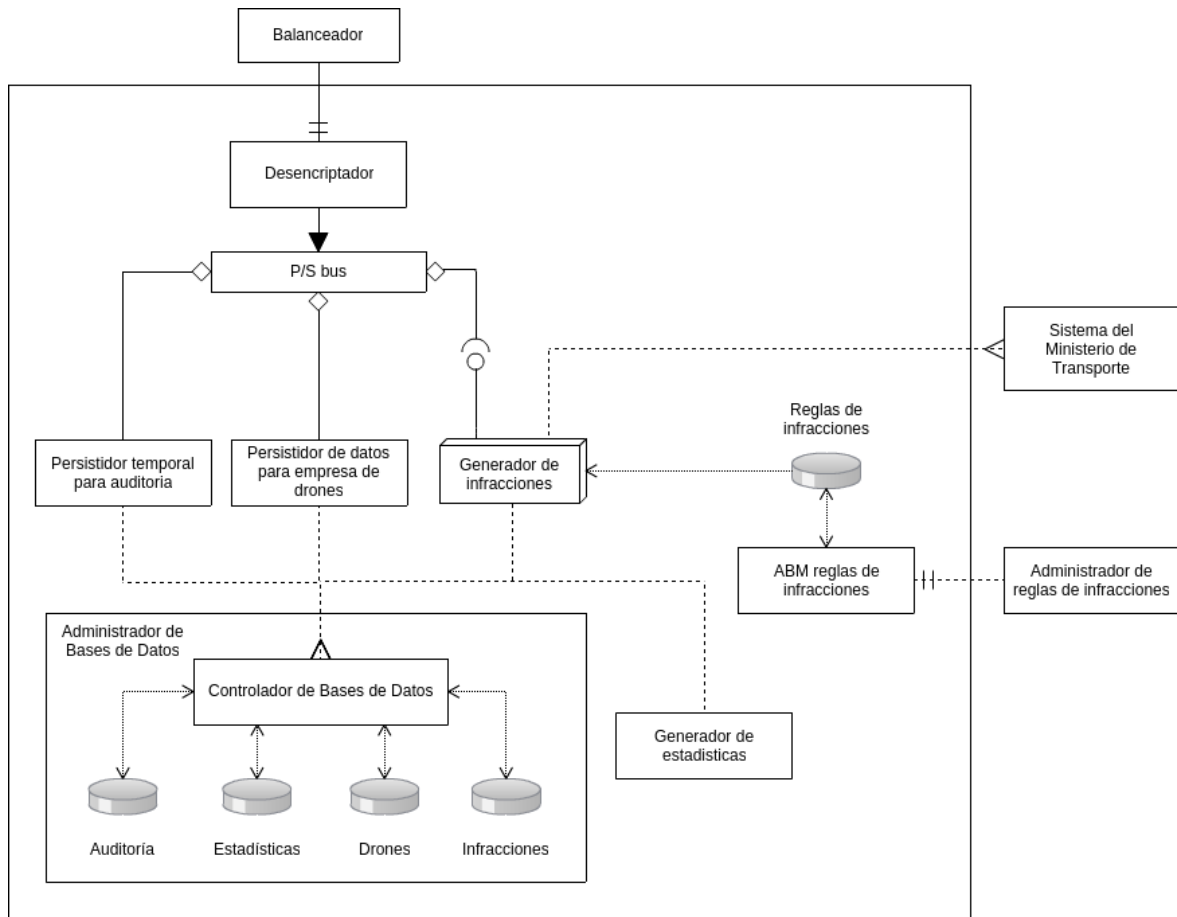 Balanceador
Desencriptador
P/S bus
Sistema del
Ministerio de
Transporte
Reglas de
infracciones
Persistidor temporal
para auditoria
Persistidor de datos
para empresa de
drones
Generador de
infracciones
ABM reglas de
infracciones
Administrador de
reglas de infracciones
Administrador de
Bases de Datos
Controlador de Bases de Datos
Generador de
estadisticas
Auditoría
Estadísticas
Drones
Infracciones